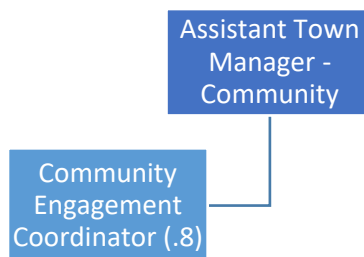 Assistant Town
Manager -
Community
Community
Engagement
Coordinator (.8)